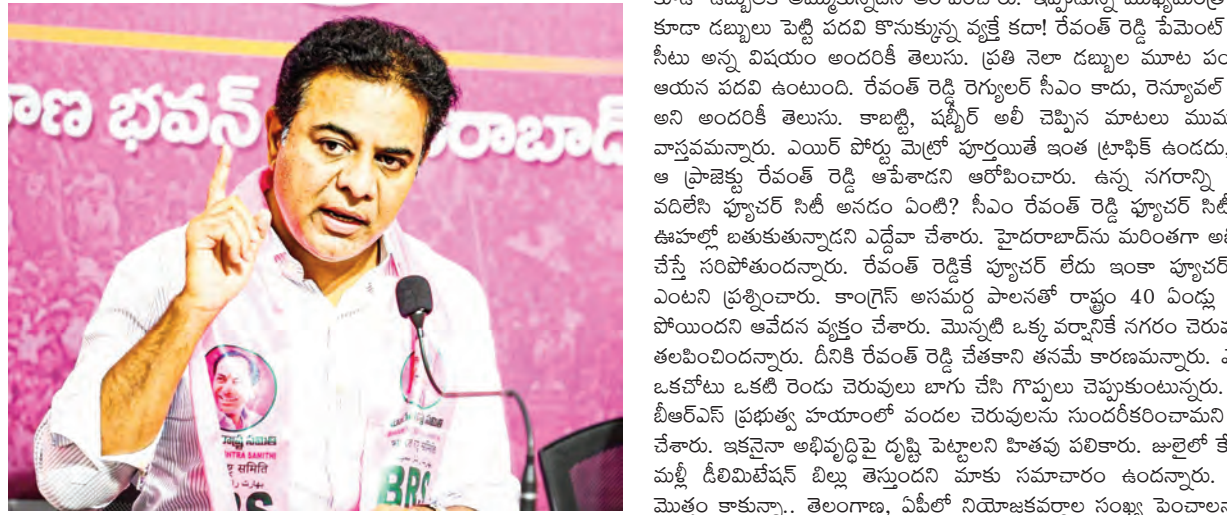 ాణ భవన్
రాబాద్
RASHTRA SAMITHI
समिति
भारत
BRS
కూడా డబ్బులు పెట్టి పదవి కొనుక్కున్న వ్యక్తే కదా! రేవంత్ రెడ్డి పేమెంట్
సీటు అన్న విషయం అందరికీ తెలుసు. ప్రతి నెలా డబ్బుల మూట
ఆయన పదవి ఉంటుంది. రేవంత్ రెడ్డి రెగ్యులర్ సీఎం కాదు, రెన్యూవల్
అని అందరికీ తెలుసు. కాబట్టి, షబ్బీర్ అలీ చెప్పిన మాటలు
వాస్తవమన్నారు. ఎయిర్ పోర్టు మెట్రో పూర్తయితే ఇంత ట్రాఫిక్ ఉండదు,
ఆ ప్రాజెక్టు రేవంత్ రెడ్డి ఆపేశాడని ఆరోపించారు. ఉన్న నగరాన్ని
వదిలేసి ఫ్యూచర్ సిటీ అనడం ఏంటి? సీఎం రేవంత్ రెడ్డి ఫ్యూచర్ సిటీ
ఊహల్లో బతుకుతున్నాడని ఎద్దేవా చేశారు. హైదరాబాద్‌ను మరింతగా
చేస్తే సరిపోతుందన్నారు. రేవంత్ రెడ్డికే ఫ్యూచర్ లేదు ఇంకా ఫ్యూచర్
ఎంటని ప్రశ్నించారు. కాంగ్రెస్ అసమర్ద పాలనతో రాష్ట్రం 40 ఏండ్లు
పోయిందని ఆవేదన వ్యక్తం చేశారు. మొన్నటి ఒక్క వర్షానికే నగరం
తలపించిందన్నారు. దీనికి రేవంత్ రెడ్డి చేతకాని తనమే కారణమన్నారు.
ఒకచోటు ఒకటి రెండు చెరువులు బాగు చేసి గొప్పలు చెప్పుకుంటున్నరు.
బీఆర్ఎస్ ప్రభుత్వ హయాంలో వందల చెరువులను సుందరీకరించామని
చేశారు. ఇకనైనా అభివృద్ధిపై దృష్టి పెట్టాలని హితవు పలికారు. జులైలో
మళ్లీ డీలిమిటేషన్ బిల్లు తెస్తుందని మాకు సమాచారం ఉందన్నారు.
మొత్తం కాకున్నా.. తెలంగాణ, ఏపీలో నియోజకవర్గాల సంఖ్య